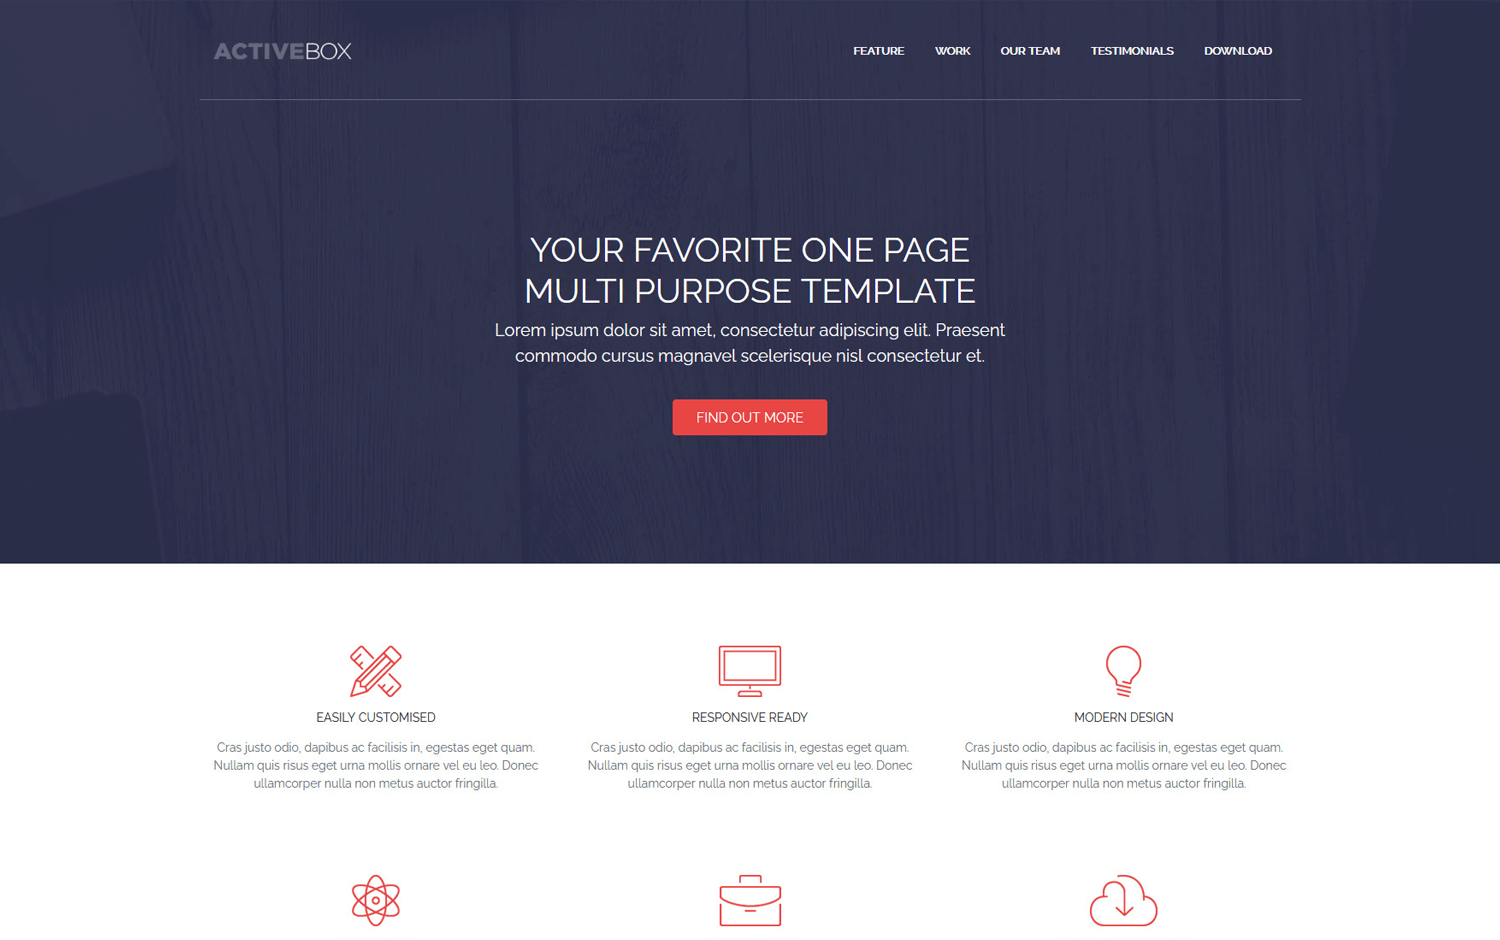 ACTIVEBOX
FEATURE WORK OUR TEAM TESTIMONIALS DOWNLOAD
YOUR FAVORITE ONE PAGE
MULTI PURPOSE TEMPLATE
Lorem ipsum dolor sit amet, consectetur adipiscing elit. Praesent
commodo cursus magnavel scelerisque nisl consectetur et.
FIND OUT MORE
EASILY CUSTOMISED
Cras justo odio, dapibus ac facilisis in, egestas eget quam.
Nullam quis risus eget urna mollis ornare vel eu leo. Donec
ullamcorper nulla non metus auctor fringilla.
RESPONSIVE READY
Cras justo odio, dapibus ac facilisis in, egestas eget quam.
Nullam quis risus eget urna mollis ornare vel eu leo. Donec
ullamcorper nulla non metus auctor fringilla.
MODERN DESIGN
Cras justo odio, dapibus ac facilisis in, egestas eget quam.
Nullam quis risus eget urna mollis ornare vel eu leo. Donec
ullamcorper nulla non metus auctor fringilla.